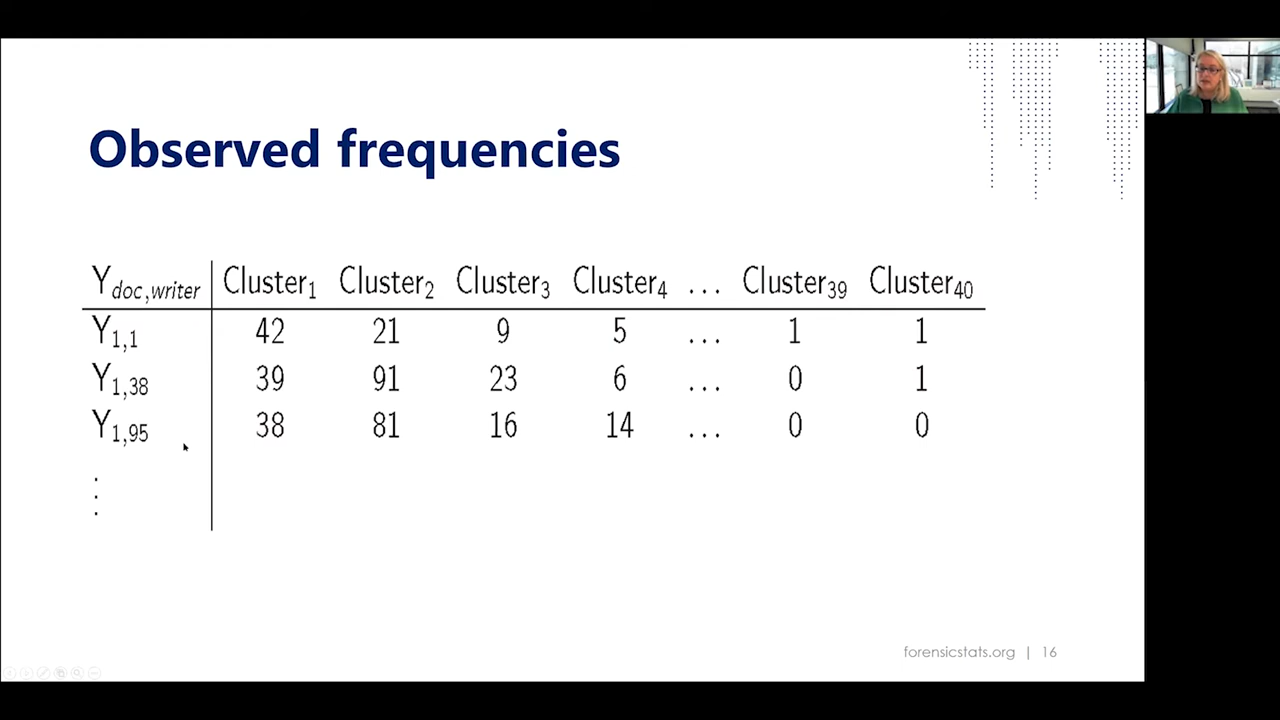 Observed frequencies
Y doc,writer Cluster1 Cluster2 Cluster3 Cluster4 ... Cluster39 Cluster40
Y1,1 42 21 9 5 ... 1 1
Y1,38 39 91 23 6 ... 0 1
Y1,95 38 81 16 14 ... 0 0
⋮
forensicstats.org | 16